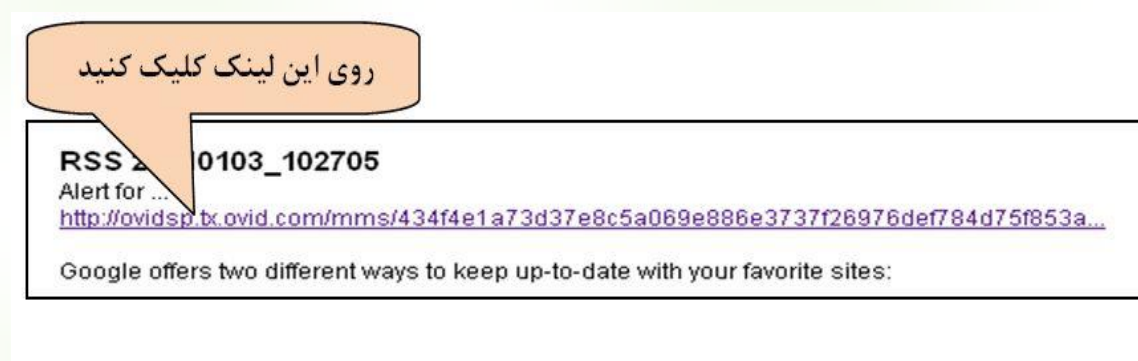 روی این لینک کلیک کنید
RSS 2 0103_102705
Alert for ...
http://ovidsp.tx.ovid.com/mms/434f4e1a73d37e8c5a069e886e3737f26976def784d75f853a...
Google offers two different ways to keep up-to-date with your favorite sites: